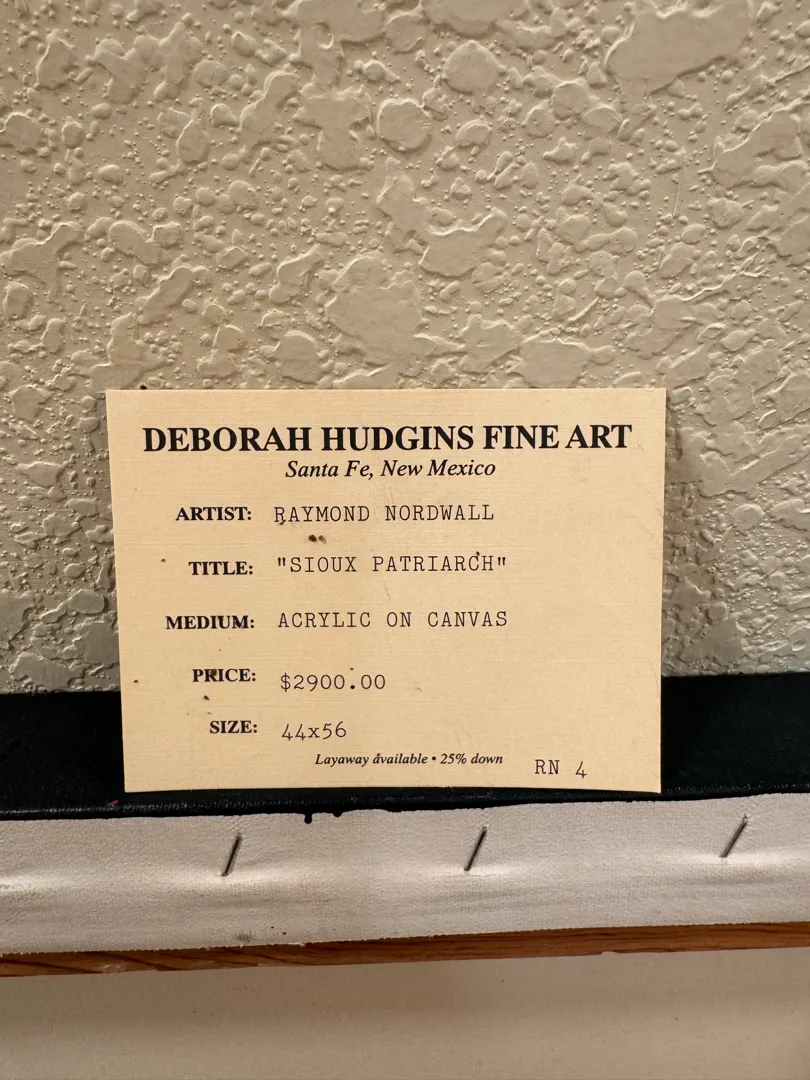 DEBORAH HUDGINS FINE ART
Santa Fe, New Mexico
ARTIST: RAYMOND NORDWALL
TITLE: "SIOUX PATRIARCH"
MEDIUM: ACRYLIC ON CANVAS
PRICE: $2900.00
SIZE: 44x56
Layaway available • 25% down
RN 4